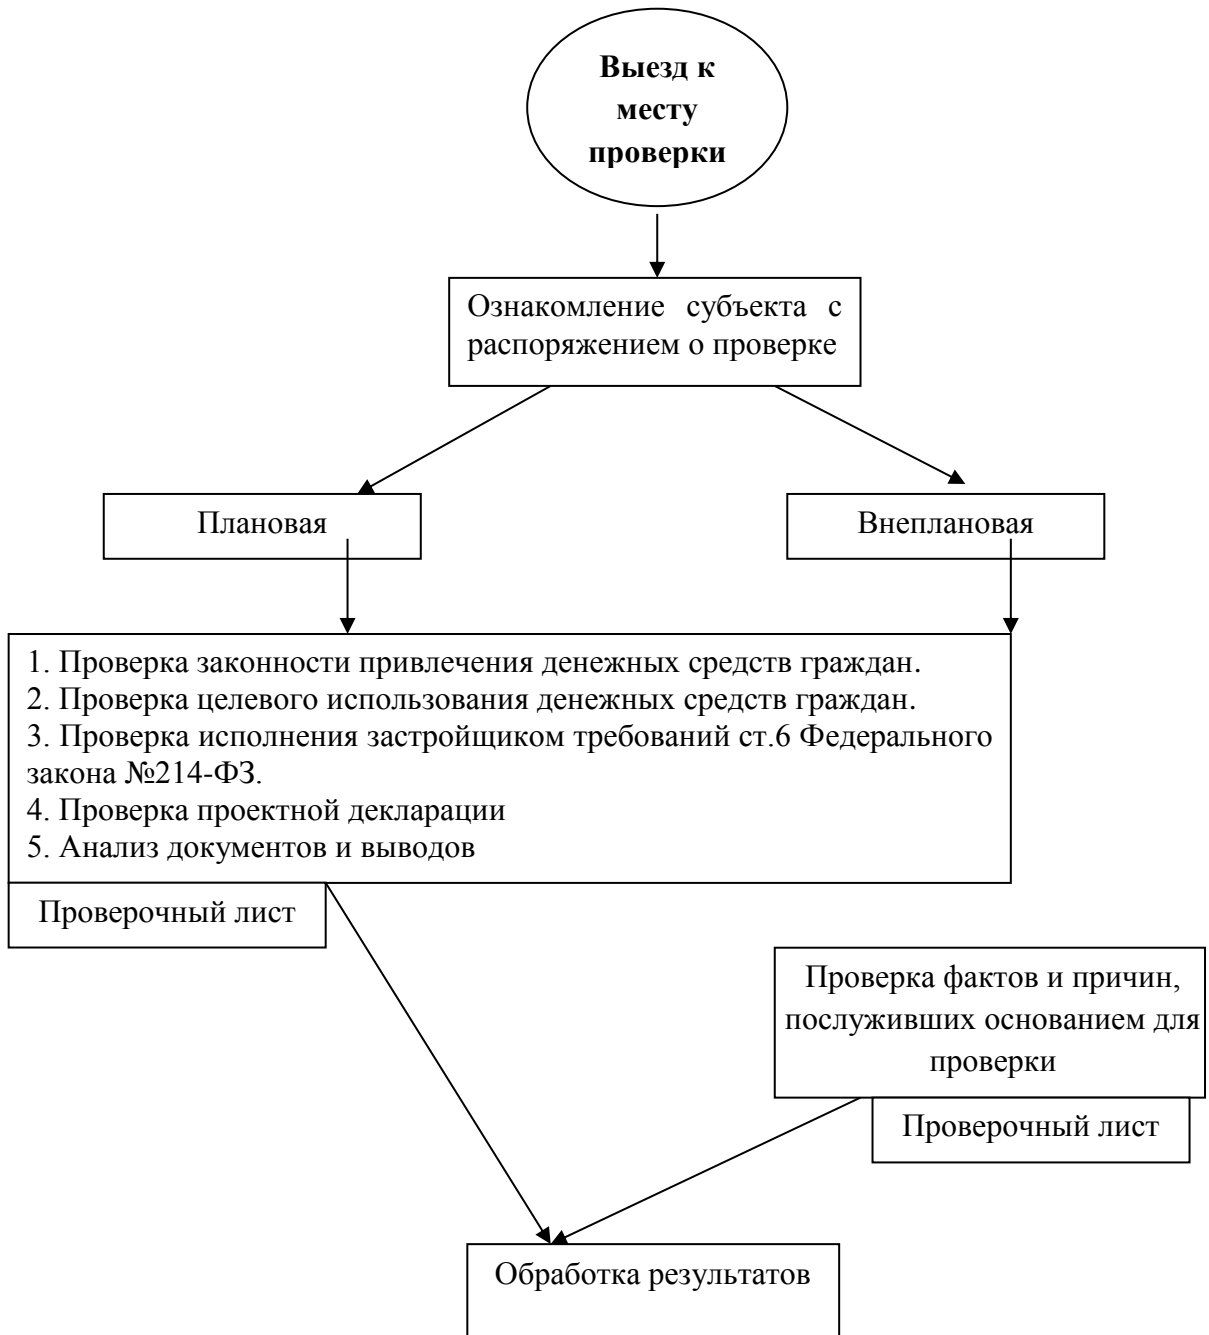 Выезд к
месту
проверки
Ознакомление субъекта с
распоряжением о проверке
Плановая
Внеплановая
1. Проверка законности привлечения денежных средств граждан.
2. Проверка целевого использования денежных средств граждан.
3. Проверка исполнения застройщиком требований ст.6 Федерального
закона №214-ФЗ.
4. Проверка проектной декларации
5. Анализ документов и выводов
Проверочный лист
Проверка фактов и причин,
послуживших основанием для
проверки
Проверочный лист
Обработка результатов